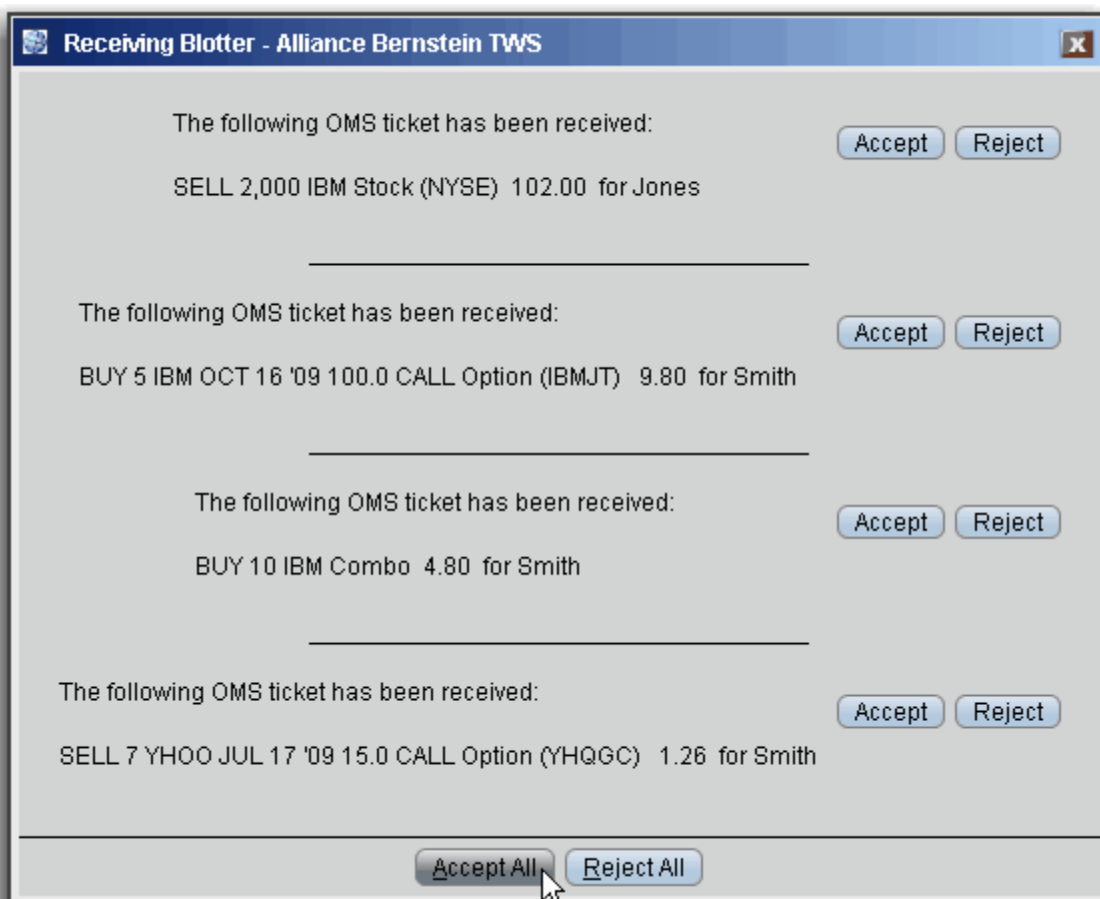 Receiving Blotter - Alliance Bernstein TWS
The following OMS ticket has been received:
Accept Reject
SELL 2,000 IBM Stock (NYSE) 102.00 for Jones
The following OMS ticket has been received:
Accept Reject
BUY 5 IBM OCT 16 '09 100.0 CALL Option (IBMJT) 9.80 for Smith
The following OMS ticket has been received:
Accept Reject
BUY 10 IBM Combo 4.80 for Smith
The following OMS ticket has been received:
Accept Reject
SELL 7 YHOO JUL 17 '09 15.0 CALL Option (YHQGC) 1.26 for Smith
Accept All Reject All